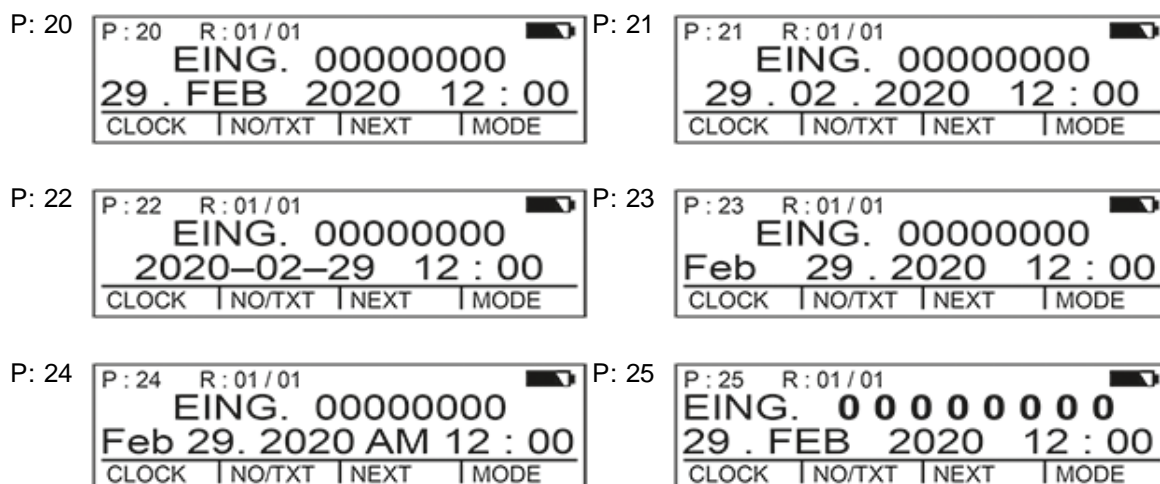 P: 20
P : 20 R : 01 / 01
EING. 00000000
29 . FEB 2020 12 : 00
CLOCK NO/TXT NEXT MODE
P: 21
P : 21 R : 01 / 01
EING. 00000000
29 . 02 . 2020 12 : 00
CLOCK NO/TXT NEXT MODE
P: 22
P : 22 R : 01 / 01
EING. 00000000
2020–02–29 12 : 00
CLOCK NO/TXT NEXT MODE
P: 23
P : 23 R : 01 / 01
EING. 00000000
Feb 29 . 2020 12 : 00
CLOCK NO/TXT NEXT MODE
P: 24
P : 24 R : 01 / 01
EING. 00000000
Feb 29. 2020 AM 12 : 00
CLOCK NO/TXT NEXT MODE
P: 25
P : 25 R : 01 / 01
EING. 0 0 0 0 0 0 0 0
29 . FEB 2020 12 : 00
CLOCK NO/TXT NEXT MODE